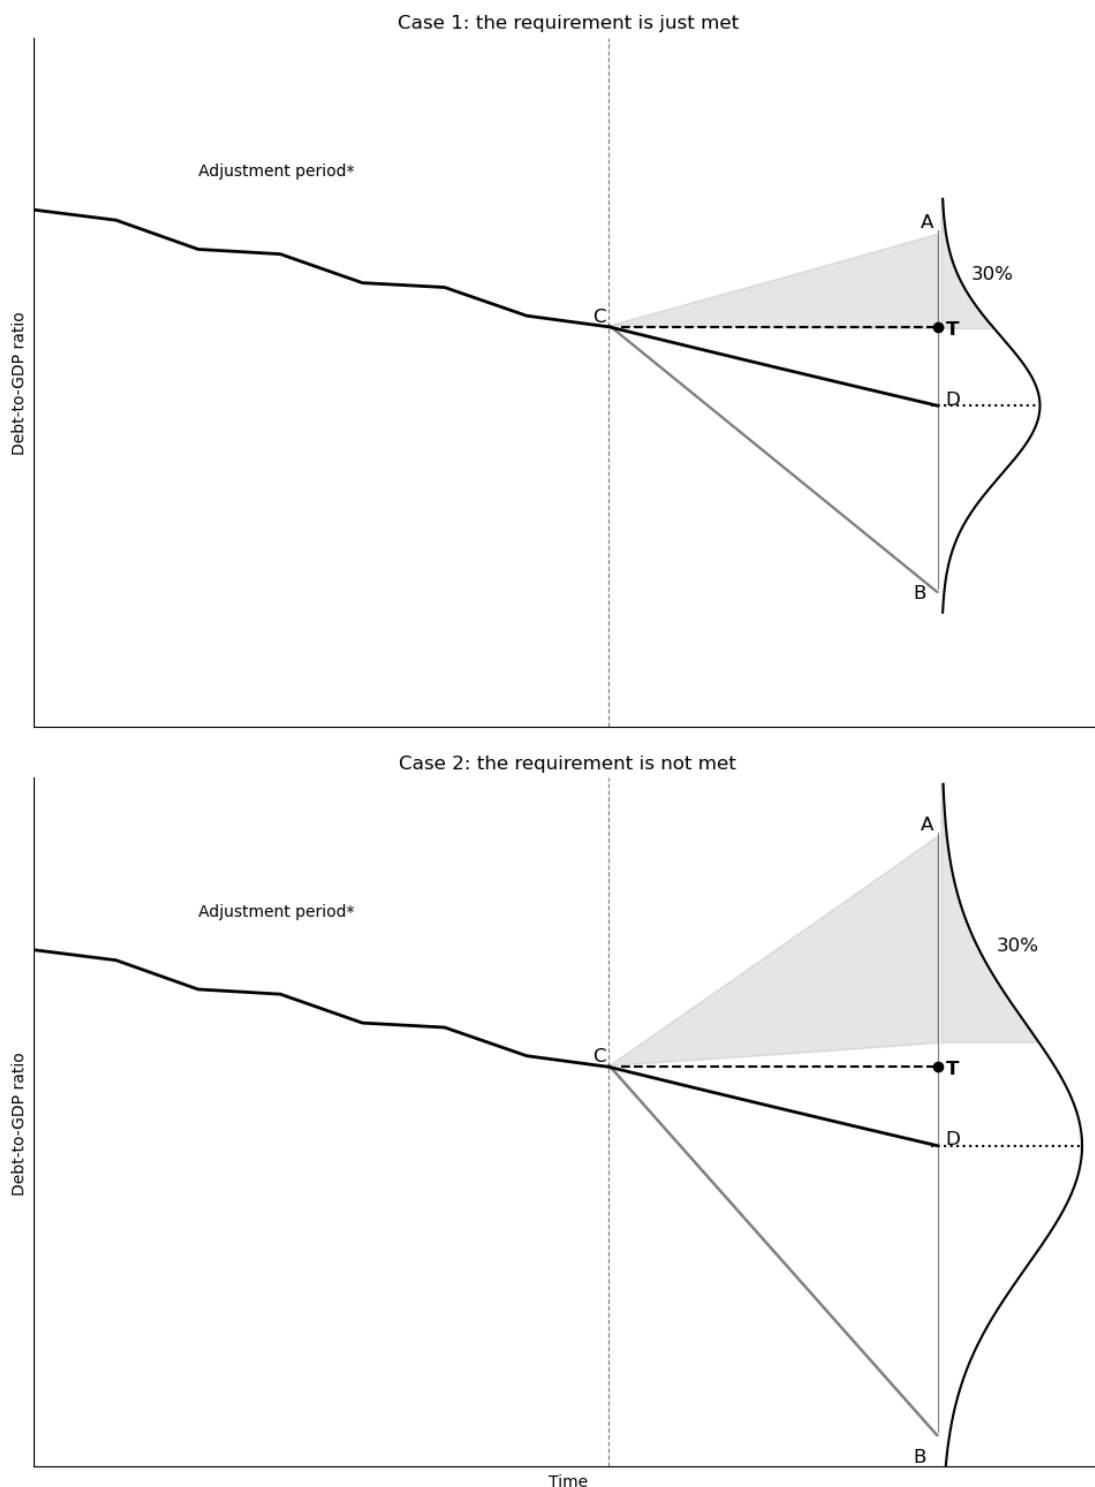 Case 1: the requirement is just met
Adjustment period*
A
30%
C
T
D
B
Debt-to-GDP ratio
Case 2: the requirement is not met
A
Adjustment period*
30%
C
T
D
B
Debt-to-GDP ratio
Time